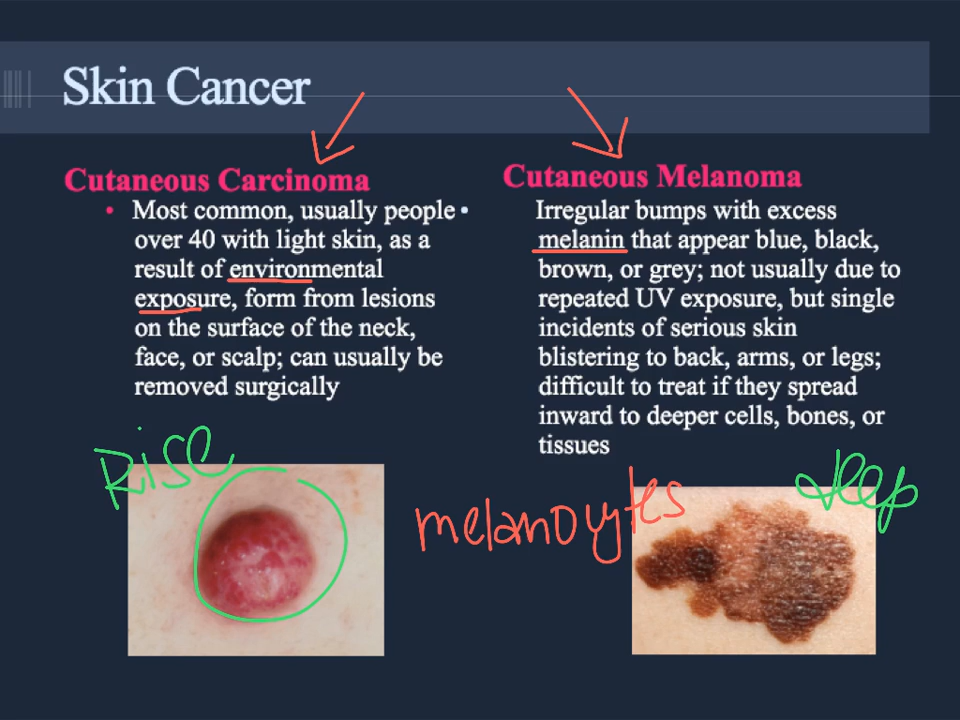 Skin Cancer
Cutaneous Carcinoma
• Most common, usually people
over 40 with light skin, as a
result of environmental
exposure, form from lesions
on the surface of the neck,
face, or scalp; can usually be
removed surgically
Rise
Cutaneous Melanoma
• Irregular bumps with excess
melanin that appear blue, black,
brown, or grey; not usually due to
repeated UV exposure, but single
incidents of serious skin
blistering to back, arms, or legs;
difficult to treat if they spread
inward to deeper cells, bones, or
tissues
melanocytes
deep